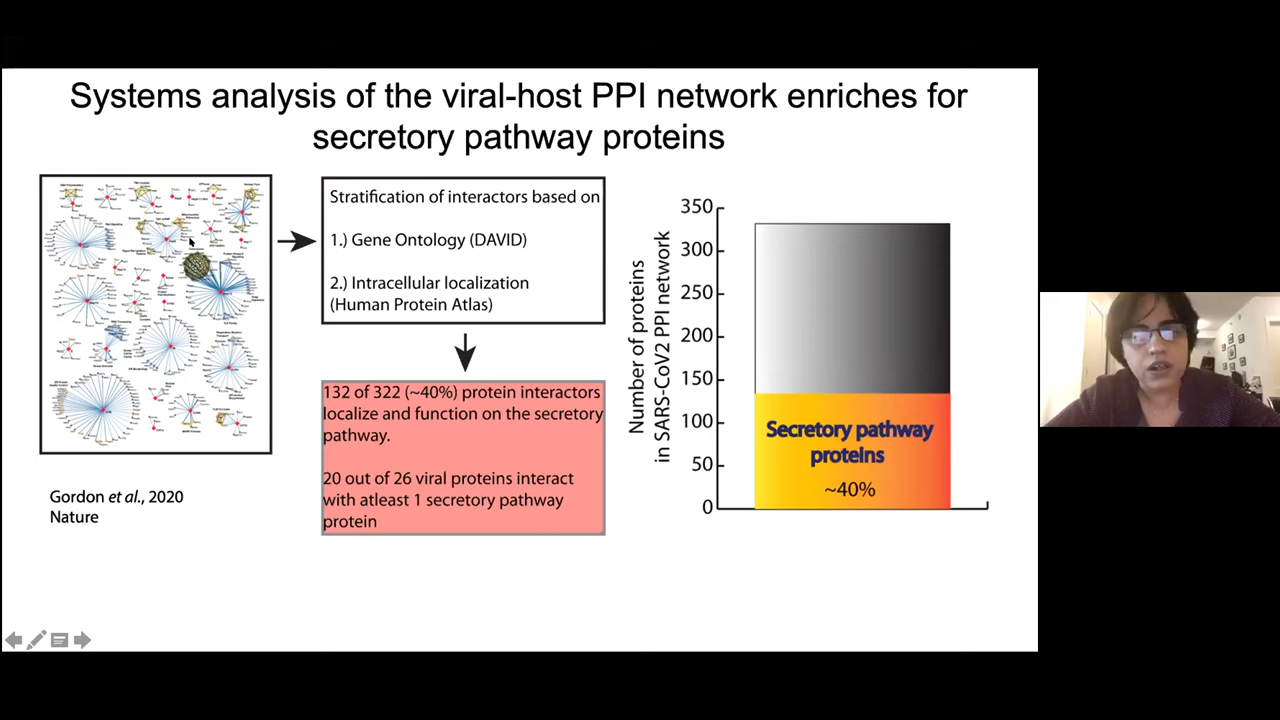 Systems analysis of the viral-host PPI network enriches for
secretory pathway proteins
Stratification of interactors based on
1.) Gene Ontology (DAVID)
2.) Intracellular localization
(Human Protein Atlas)
132 of 322 (~40%) protein interactors
localize and function on the secretory
pathway.
20 out of 26 viral proteins interact
with atleast 1 secretory pathway
protein
Gordon et al., 2020
Nature
Number of proteins
in SARS-CoV2 PPI network
350
300
250
200
150
100
50
0
Secretory pathway
proteins
~40%